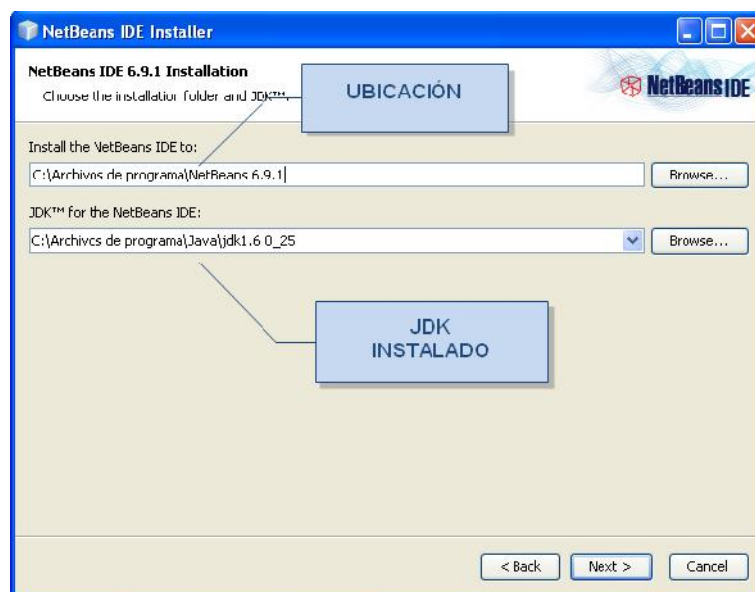 NetBeans IDE Installer
NetBeans IDE 6.9.1 Installation
Choose the installation folder and JDK™.
UBICACIÓN
NetBeans IDE
Install the NetBeans IDE to:
C:\Archivos de programa\NetBeans 6.9.1
Browse...
JDK™ for the NetBeans IDE:
C:\Archivos de programa\Java\jdk1.6.0_25
Browse...
JDK
INSTALADO
< Back
Next >
Cancel